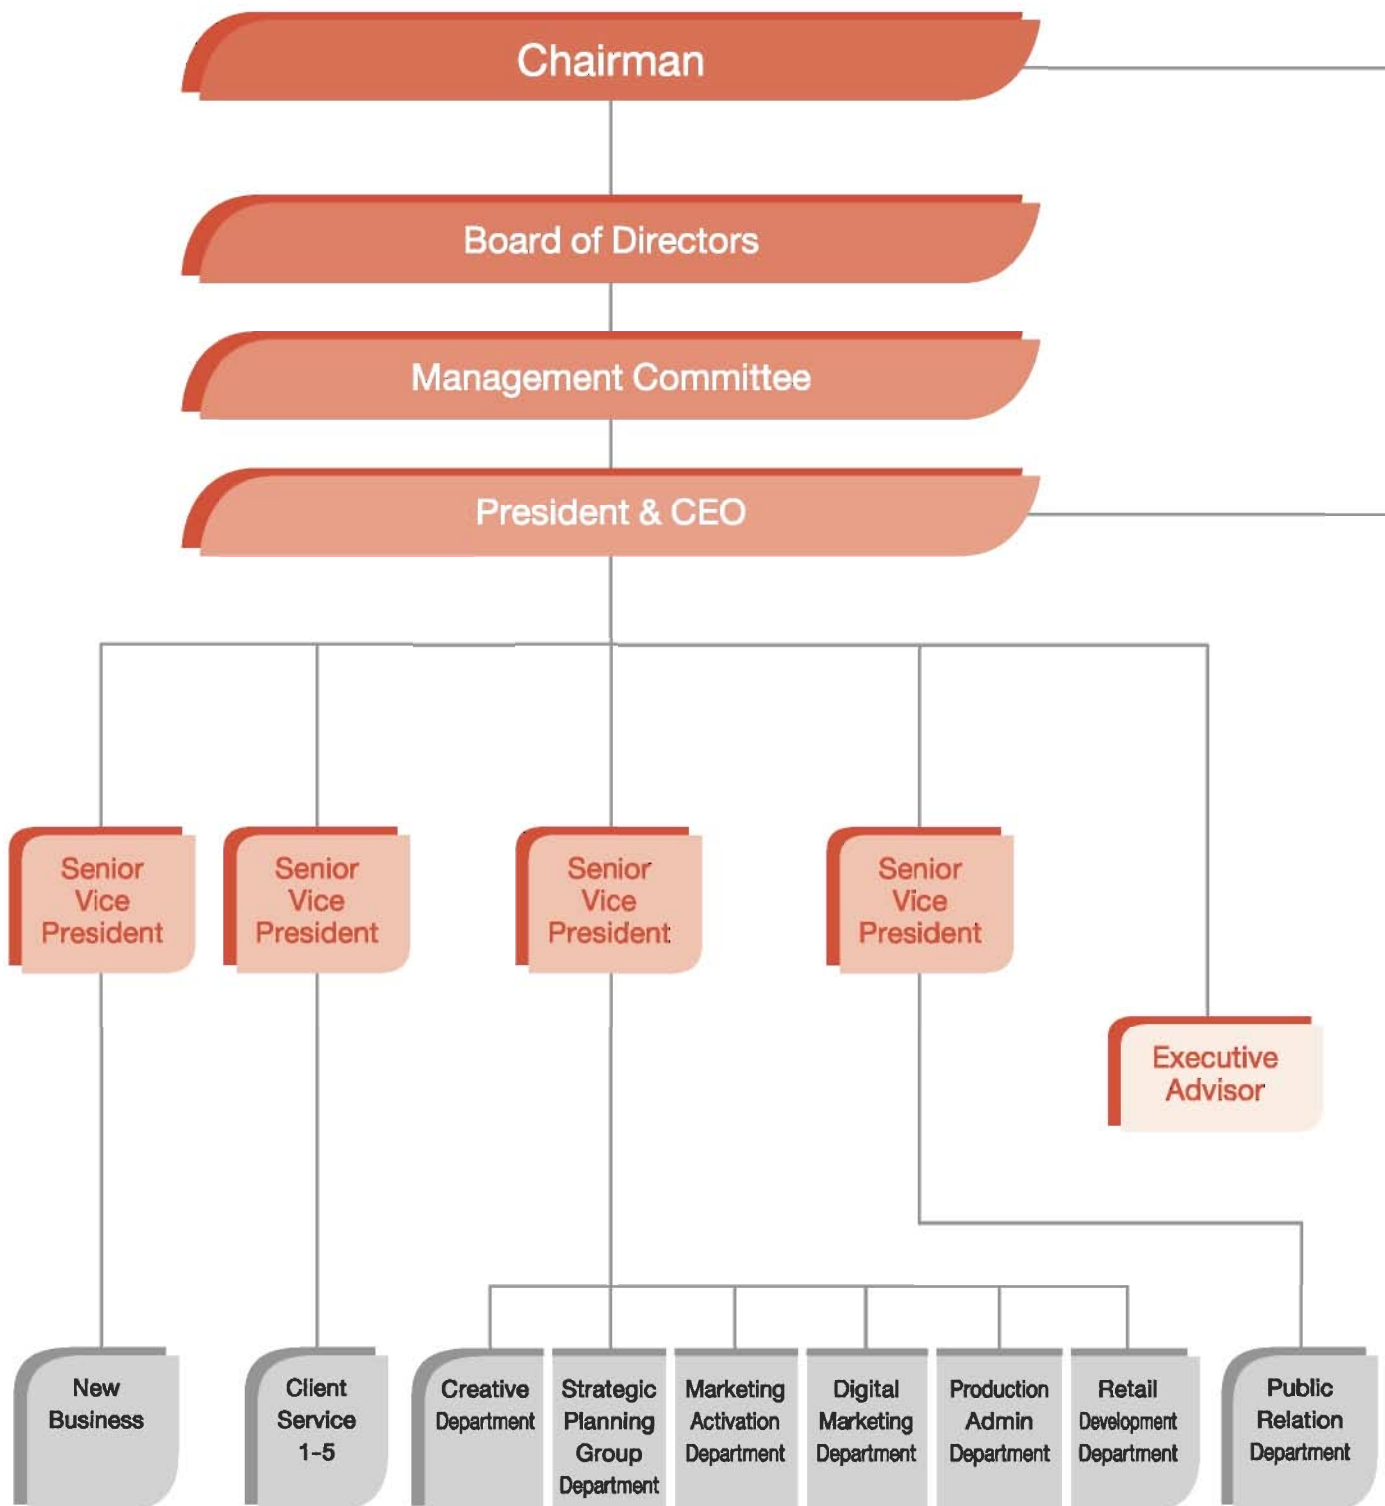 Chairman
Board of Directors
Management Committee
President & CEO
Senior
Vice
President
Senior
Vice
President
Senior
Vice
President
Senior
Vice
President
Executive
Advisor
New
Business
Client
Service
1-5
Creative
Department
Strategic
Planning
Group
Department
Marketing
Activation
Department
Digital
Marketing
Department
Production
Admin
Department
Retail
Development
Department
Public
Relation
Department